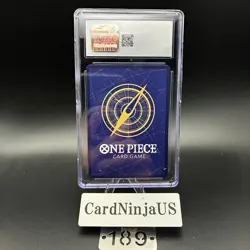 ONE PIECE
CARD GAME
CardNinjaUS
189